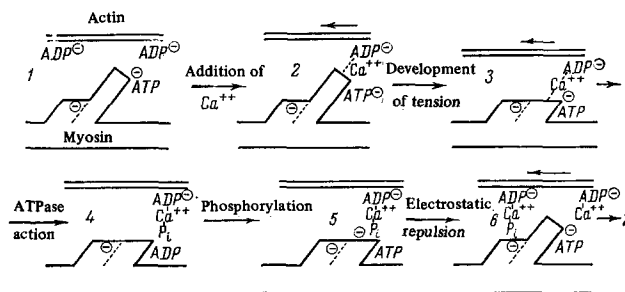 Actin
ADP⊖ ADP⊖
1
⊖
⊖
ATP
Myosin
Addition of
Ca++
2
ADP⊖
Ca++
ATP⊖
⊖
Development
of tension
3
ADP⊖
Ca++
⊖
⊖
ATP
ATPase
action
4
ADP⊖
Ca++
Pi
⊖
ADP
Phosphorylation
5
ADP⊖
Ca++
Pi
⊖ ⊖
ATP
Electrostatic
repulsion
6
ADP⊖ ADP⊖
Ca++ Ca++
Pi
⊖
⊖
ATP
2